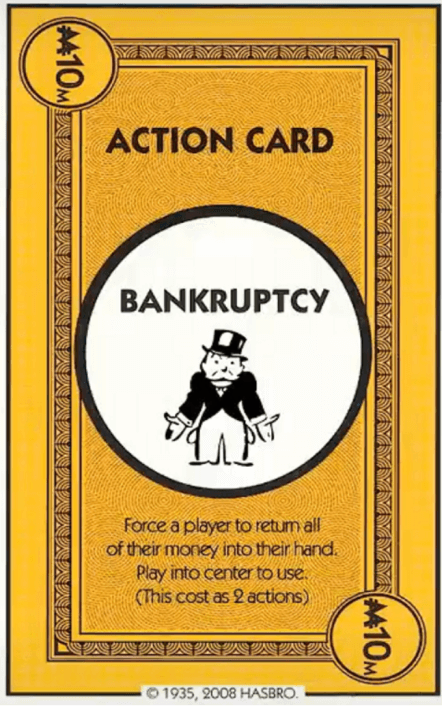 ₩10M
ACTION CARD
BANKRUPTCY
Force a player to return all
of their money into their hand.
Play into center to use.
(This cost as 2 actions)
₩10M
© 1935, 2008 HASBRO.